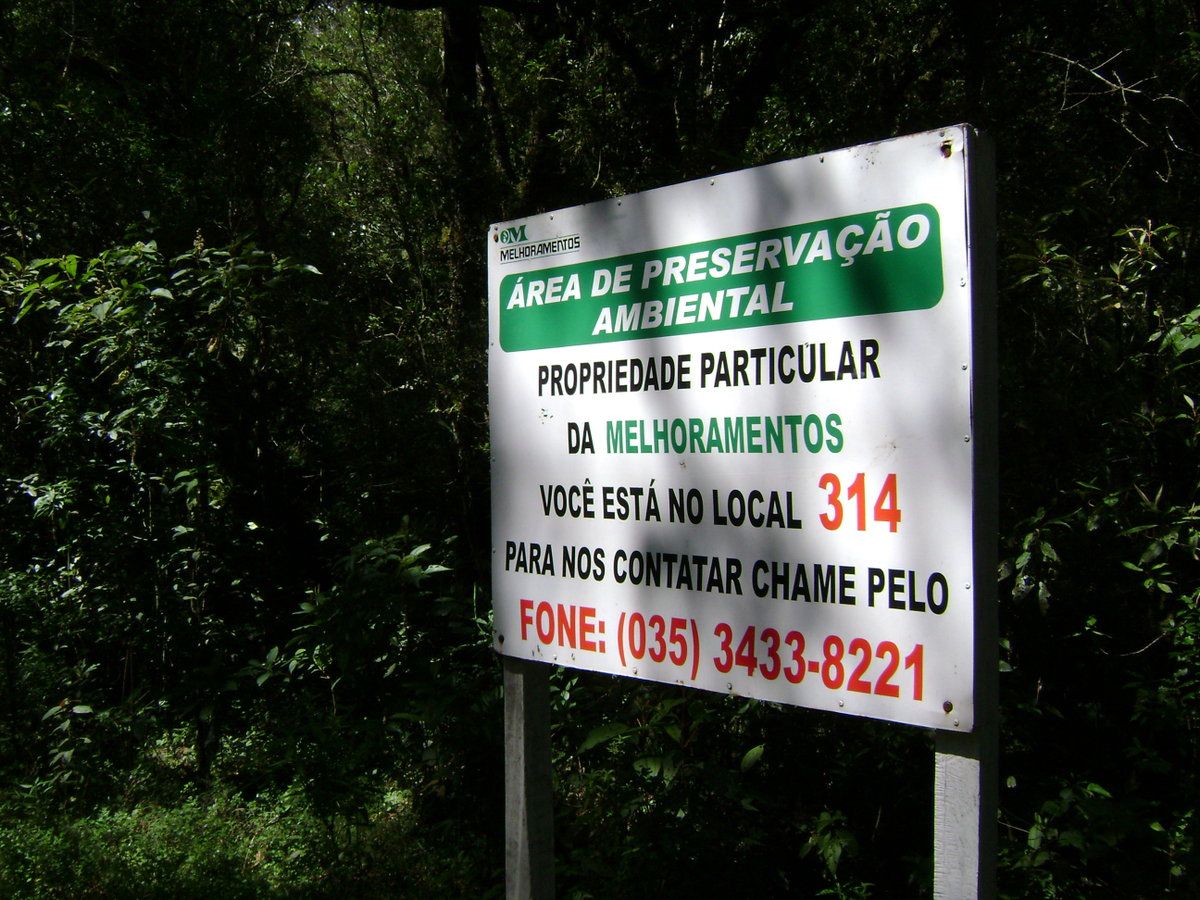 MELHORAMENTOS
ÁREA DE PRESERVAÇÃO
AMBIENTAL
PROPRIEDADE PARTICULAR
DA MELHORAMENTOS
VOCÊ ESTÁ NO LOCAL 314
PARA NOS CONTATAR CHAME PELO
FONE: (035) 3433-8221